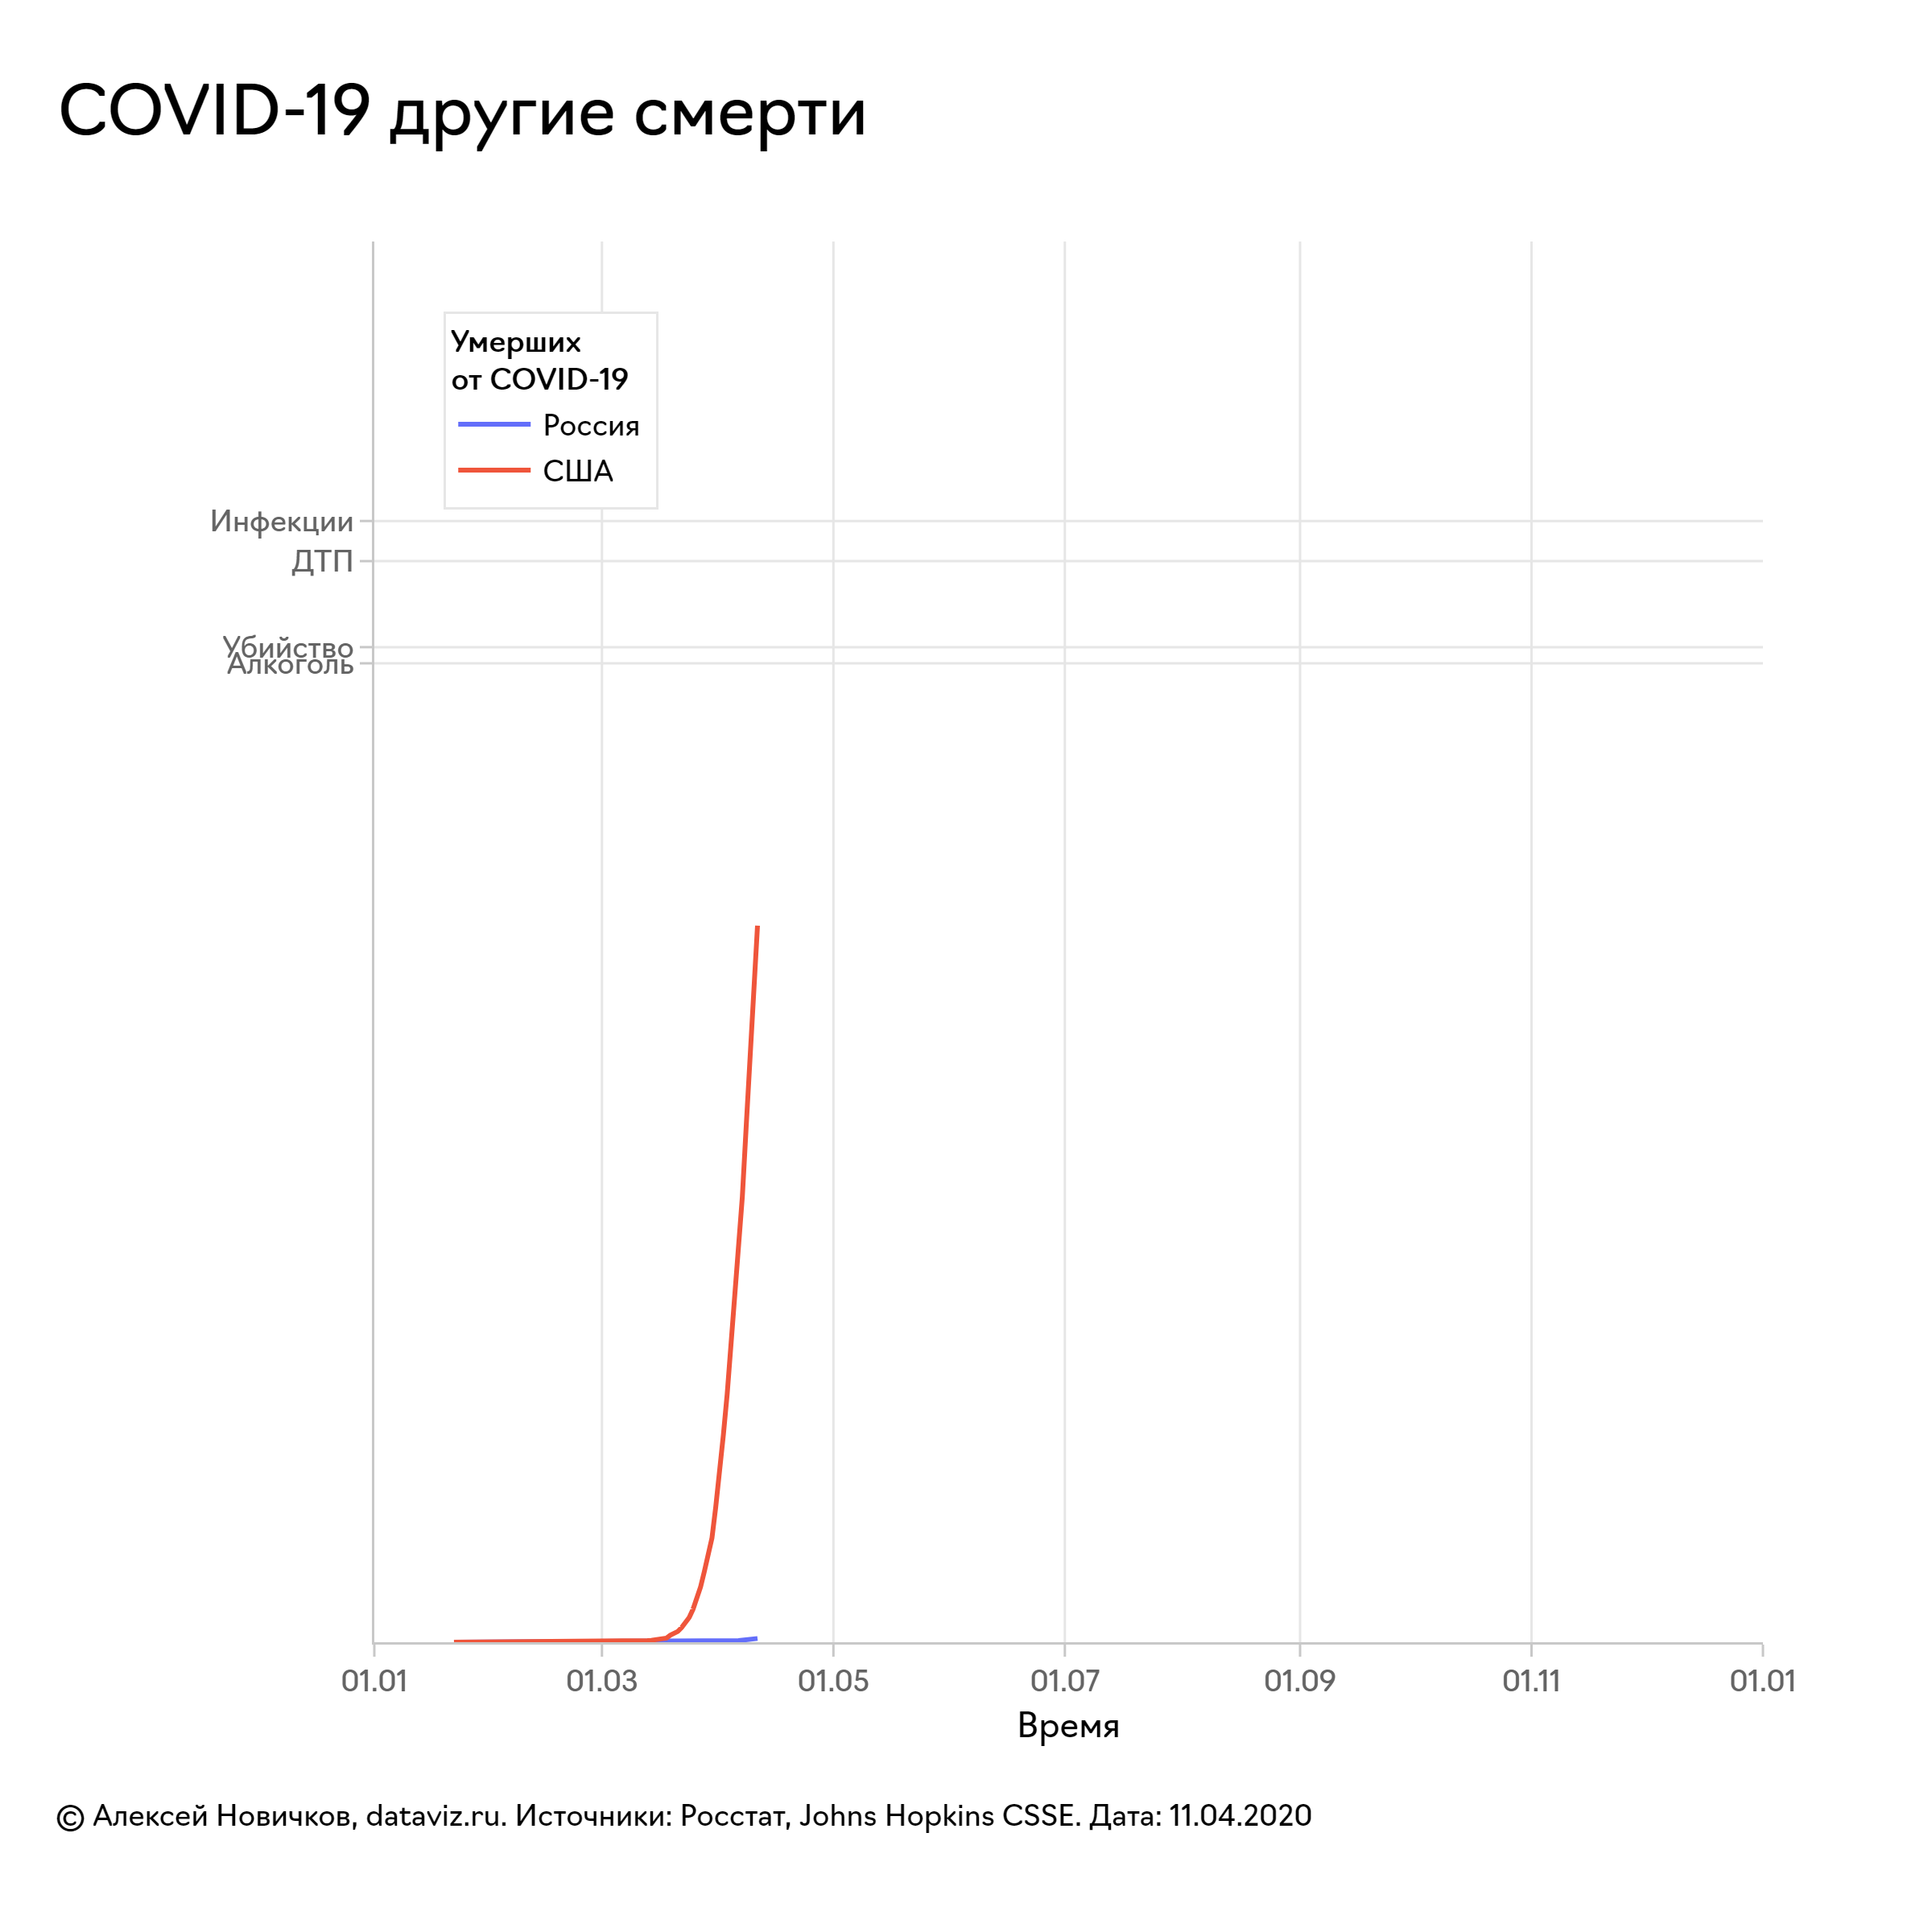 COVID-19 другие смерти
Умерших
от COVID-19
Россия
США
Инфекции
ДТП
Убийство
Алкоголь
01.01 01.03 01.05 01.07 01.09 01.11 01.01
Время
© Алексей Новичков, dataviz.ru. Источники: Росстат, Johns Hopkins CSSE. Дата: 11.04.2020